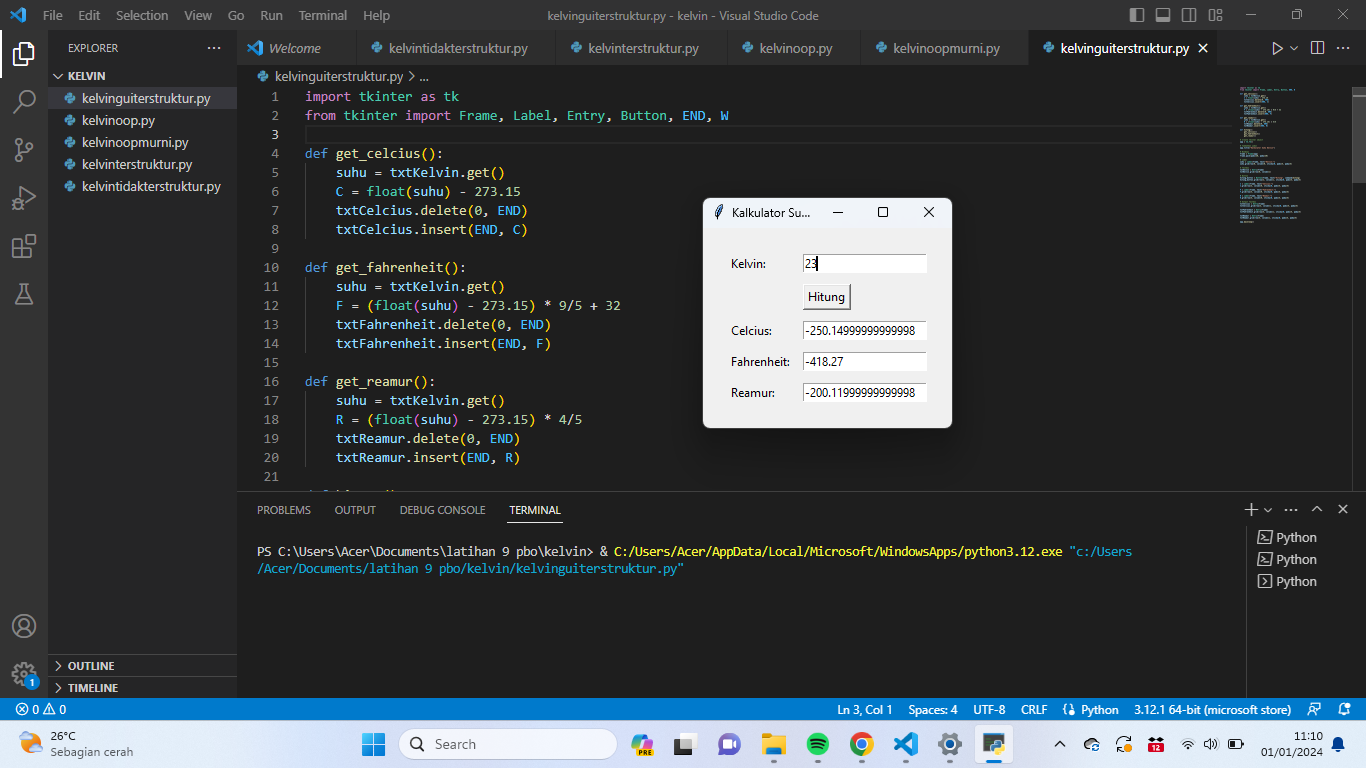 File Edit Selection View Go Run Terminal Help
kelvinguiterstruktur.py - kelvin - Visual Studio Code
EXPLORER
Welcome kelvintidakterstruktur.py kelvinterstruktur.py kelvinoop.py kelvinoopmurni.py kelvinguiterstruktur.py
KELVIN
kelvinguiterstruktur.py
kelvinoop.py
kelvinoopmurni.py
kelvinterstruktur.py
kelvintidakterstruktur.py
OUTLINE
TIMELINE
kelvinguiterstruktur.py > ...
1 import tkinter as tk
2 from tkinter import Frame, Label, Entry, Button, END, W
3
4 def get_celcius():
5 suhu = txtKelvin.get()
6 C = float(suhu) - 273.15
7 txtCelcius.delete(0, END)
8 txtCelcius.insert(END, C)
9
10 def get_fahrenheit():
11 suhu = txtKelvin.get()
12 F = (float(suhu) - 273.15) * 9/5 + 32
13 txtFahrenheit.delete(0, END)
14 txtFahrenheit.insert(END, F)
15
16 def get_reamur():
17 suhu = txtKelvin.get()
18 R = (float(suhu) - 273.15) * 4/5
19 txtReamur.delete(0, END)
20 txtReamur.insert(END, R)
21
Kalkulator Su...
Kelvin: 23
Hitung
Celcius: -250.14999999999998
Fahrenheit: -418.27
Reamur: -200.11999999999998
PROBLEMS OUTPUT DEBUG CONSOLE TERMINAL
PS C:\Users\Acer\Documents\latihan 9 pbo\kelvin> & C:/Users/Acer/AppData/Local/Microsoft/WindowsApps/python3.12.exe "c:/Users
/Acer/Documents/latihan 9 pbo/kelvin/kelvinguiterstruktur.py"
Python
Python
Python
1
0 0
Ln 3, Col 1 Spaces: 4 UTF-8 CRLF Python 3.12.1 64-bit (microsoft store)
26°C
Sebagian cerah
Search
PRE
12
11:10
01/01/2024